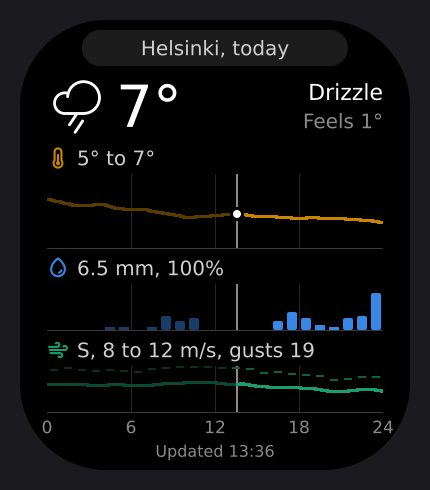 Helsinki, today
7°
Drizzle
Feels 1°
5° to 7°
6.5 mm, 100%
S, 8 to 12 m/s, gusts 19
0 6 12 18 24
Updated 13:36